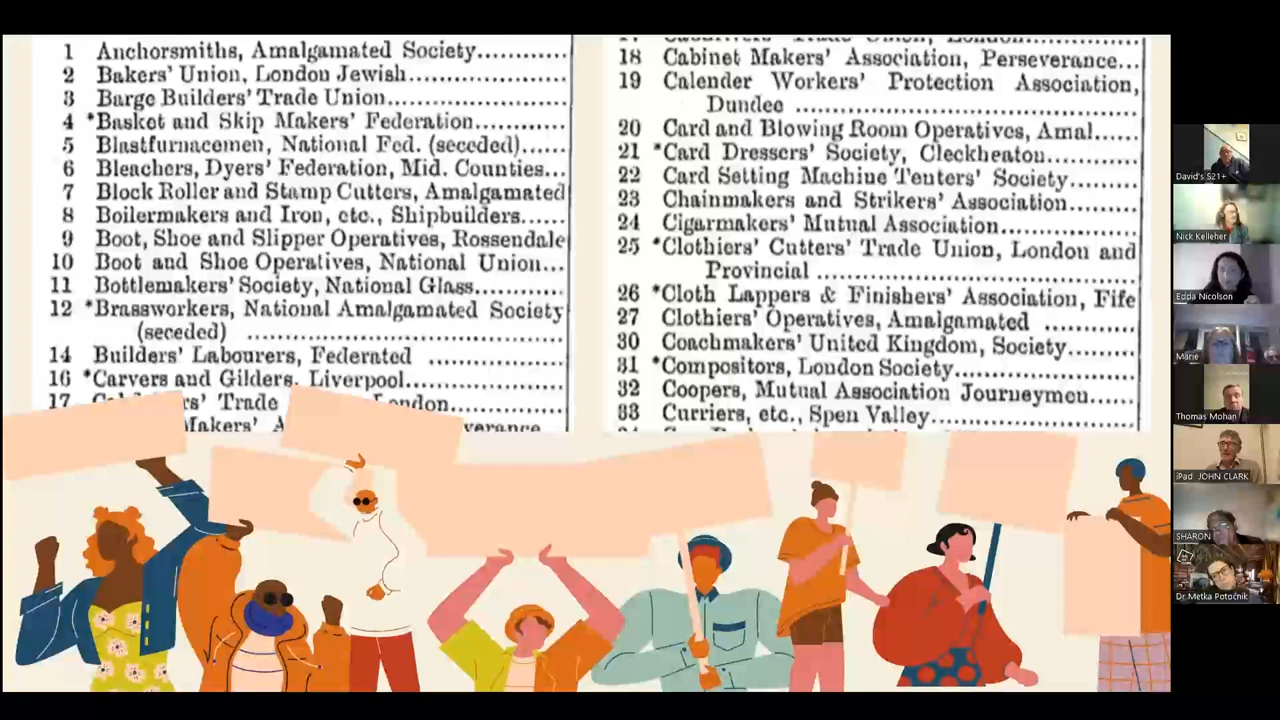 1 Anchorsmiths, Amalgamated Society............
2 Bakers' Union, London Jewish..................
3 Barge Builders' Trade Union.....................
4 *Basket and Skip Makers' Federation............
5 Blastfurnacemen, National Fed. (seceded)......
6 Bleachers, Dyers' Federation, Mid. Counties...
7 Block Roller and Stamp Cutters, Amalgamated
8 Boilermakers and Iron, etc., Shipbuilders......
9 Boot, Shoe and Slipper Operatives, Rossendale
10 Boot and Shoe Operatives, National Union...
11 Bottlemakers' Society, National Glass............
12 *Brassworkers, National Amalgamated Society
(seceded) ..........................................
14 Builders' Labourers, Federated ..................
16 *Carvers and Gilders, Liverpool..................
17
18 Cabinet Makers' Association, Perseverance...
19 Calender Workers' Protection Association,
Dundee .............................................
20 Card and Blowing Room Operatives, Amal......
21 *Card Dressers' Society, Cleckheaton............
22 Card Setting Machine Tenters' Society.........
23 Chainmakers and Strikers' Association.........
24 Cigarmakers' Mutual Association..................
25 *Clothiers' Cutters' Trade Union, London and
Provincial ..........................................
26 *Cloth Lappers & Finishers' Association, Fife
27 Clothiers' Operatives, Amalgamated ............
30 Coachmakers' United Kingdom, Society.........
31 *Compositors, London Society.....................
32 Coopers, Mutual Association Journeymen......
33 Curriers, etc., Spen Valley.....................
David's S21+
Nick Kelleher
Edda Nicolson
Marie
Thomas Mohan
iPad JOHN CLARK
SHARON
Dr Metka Potočnik